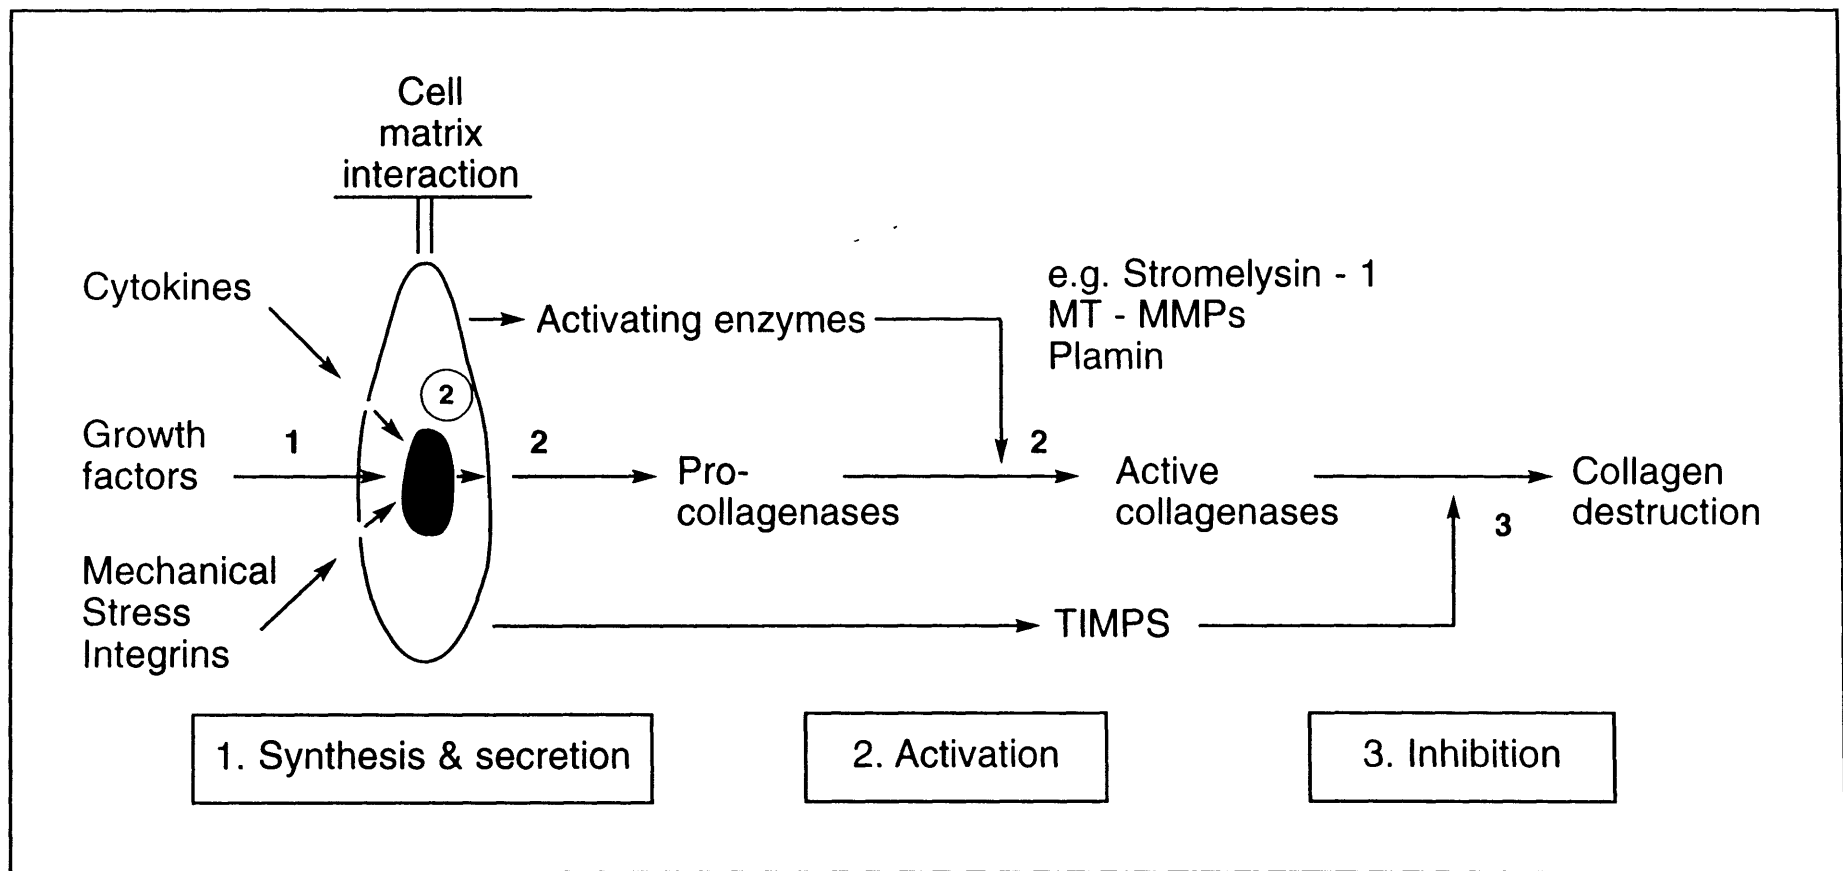 Cell
matrix
interaction
Cytokines
Activating enzymes
e.g. Stromelysin - 1
MT - MMPs
Plamin
2
Growth
factors
1
2
Pro-
collagenases
2
Active
collagenases
Collagen
destruction
3
Mechanical
Stress
Integrins
TIMPS
1. Synthesis & secretion
2. Activation
3. Inhibition